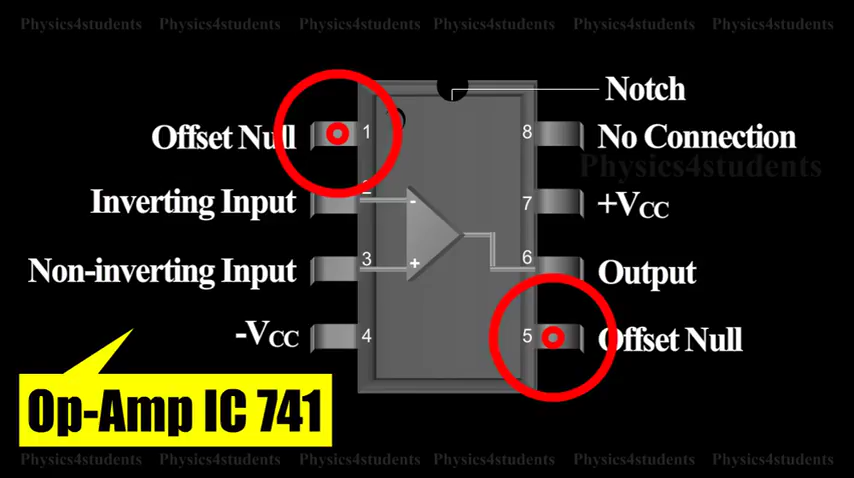 Physics4students Physics4students Physics4students Physics4students Physics4students Physics4students
Notch
Offset Null
1
8
No Connection
Physics4students
Inverting Input
2
-
7
+VCC
Non-inverting Input
3
+
6
Output
-VCC
4
5
Offset Null
Op-Amp IC 741
Physics4students Physics4students Physics4students Physics4students Physics4students Physics4students